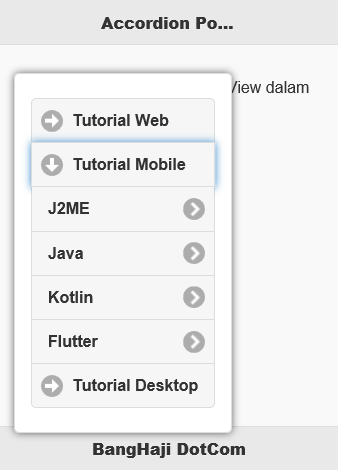 Accordion Po...
View dalam
Tutorial Web
Tutorial Mobile
J2ME
Java
Kotlin
Flutter
Tutorial Desktop
BangHaji DotCom